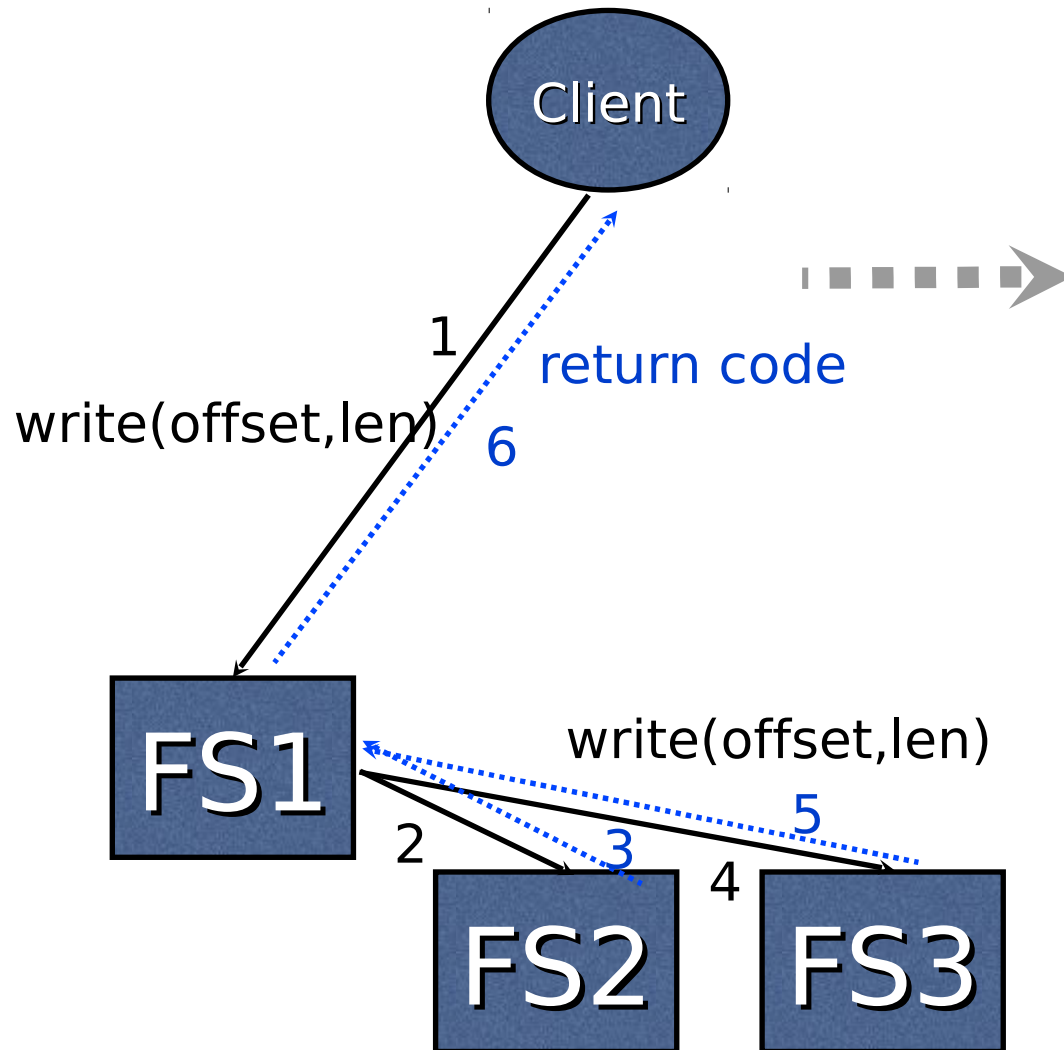 Client
1
return code
write(offset,len)
6
write(offset,len)
FS1
5
2
3
4
FS2
FS3